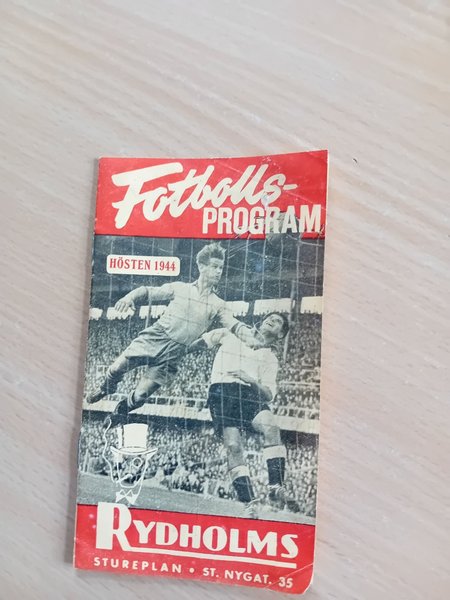 Fotbolls-
PROGRAM
HÖSTEN 1944
RYDHOLMS
STUREPLAN • ST. NYGAT. 35